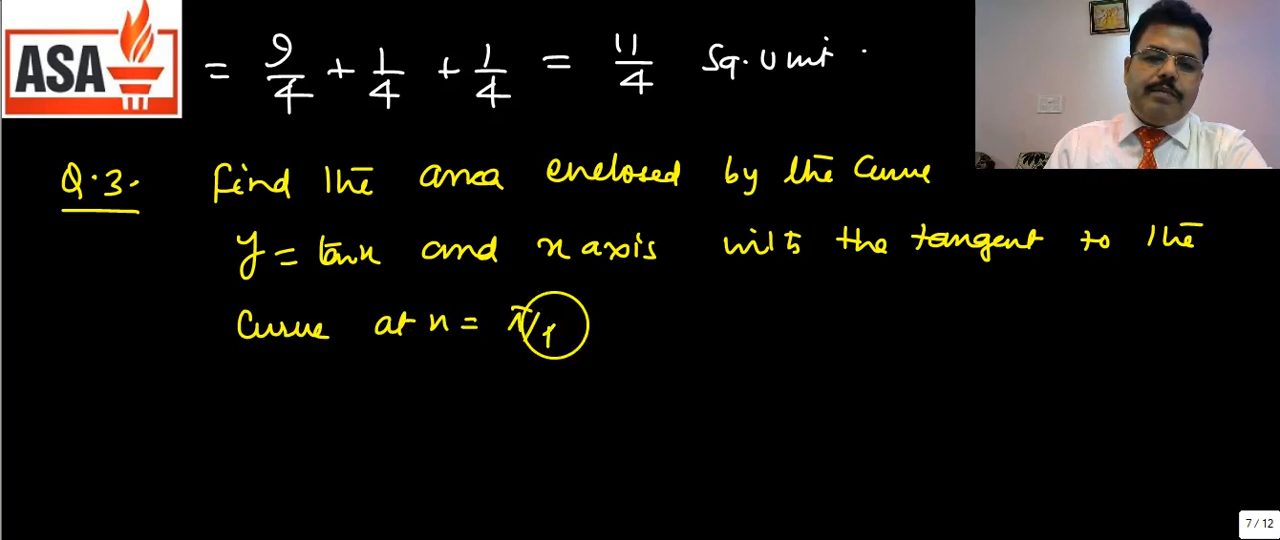 ASA
= 9/4 + 1/4 + 1/4 = 11/4 Sq. unit.
Q.3. Find the area enclosed by the curve
y = tanx and x axis with the tangent to the
curve at x = π/4
7 / 12